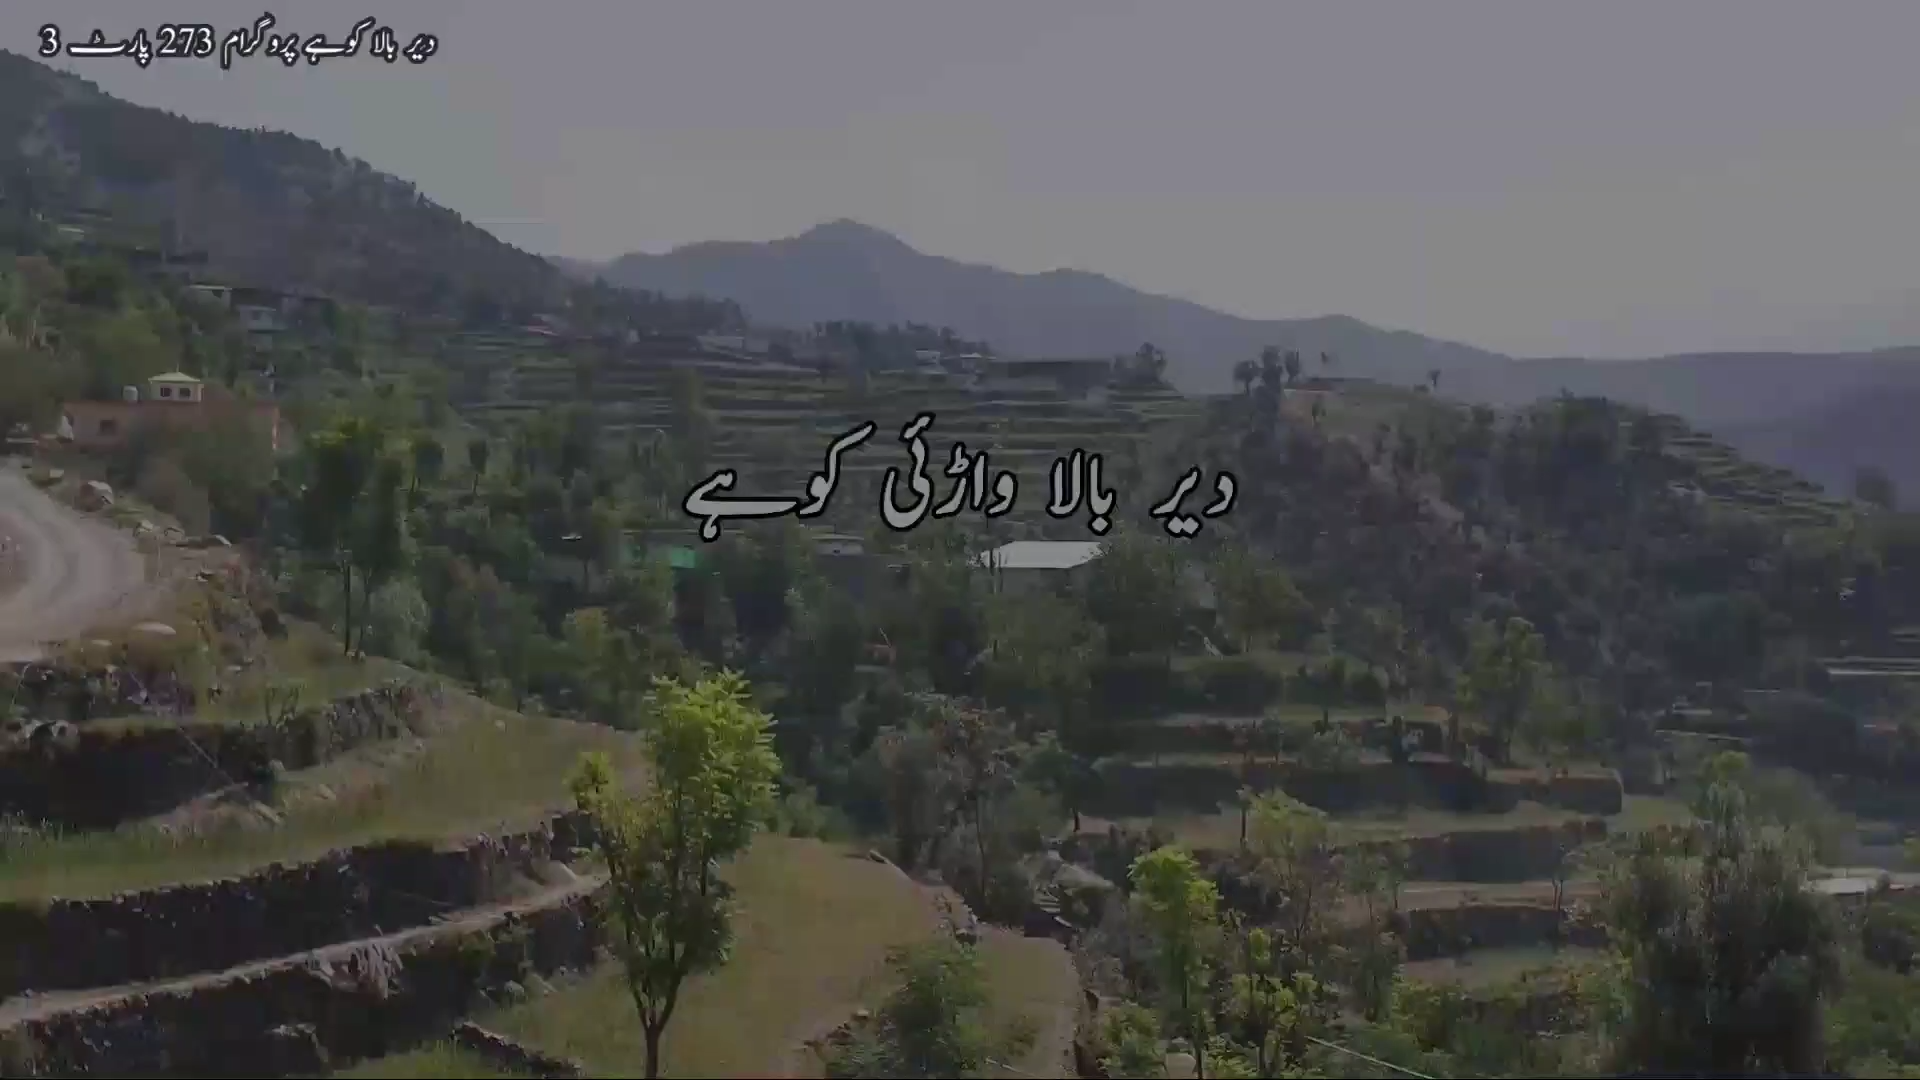 دیر بالا کوہے پروگرام 273 پارٹ 3
دیر بالا واڑئی کوہے